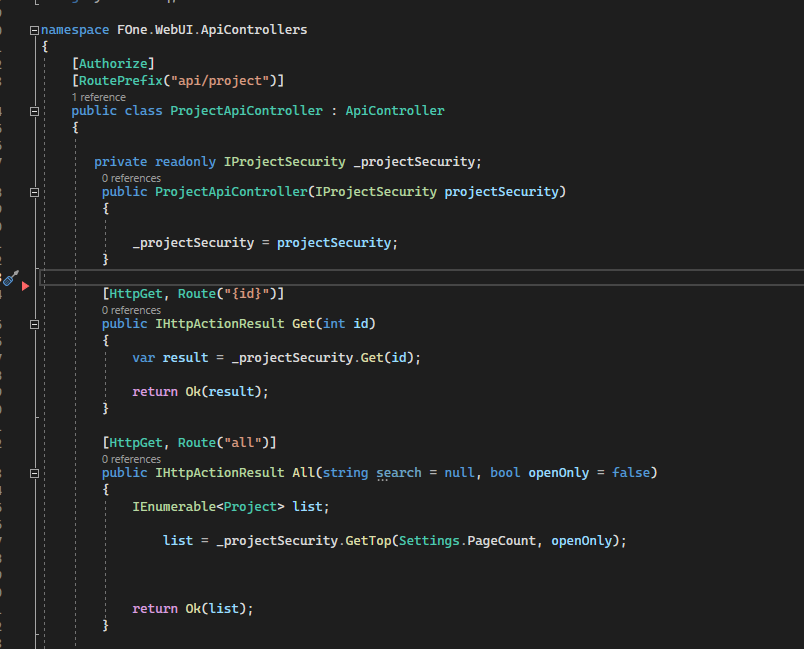 namespace FOne.WebUI.ApiControllers
{
[Authorize]
[RoutePrefix("api/project")]
1 reference
public class ProjectApiController : ApiController
{
private readonly IProjectSecurity _projectSecurity;
0 references
public ProjectApiController(IProjectSecurity projectSecurity)
{
_projectSecurity = projectSecurity;
}
[HttpGet, Route("{id}")]
0 references
public IHttpActionResult Get(int id)
{
var result = _projectSecurity.Get(id);
return Ok(result);
}
[HttpGet, Route("all")]
0 references
public IHttpActionResult All(string search = null, bool openOnly = false)
{
IEnumerable<Project> list;
list = _projectSecurity.GetTop(Settings.PageCount, openOnly);
return Ok(list);
}